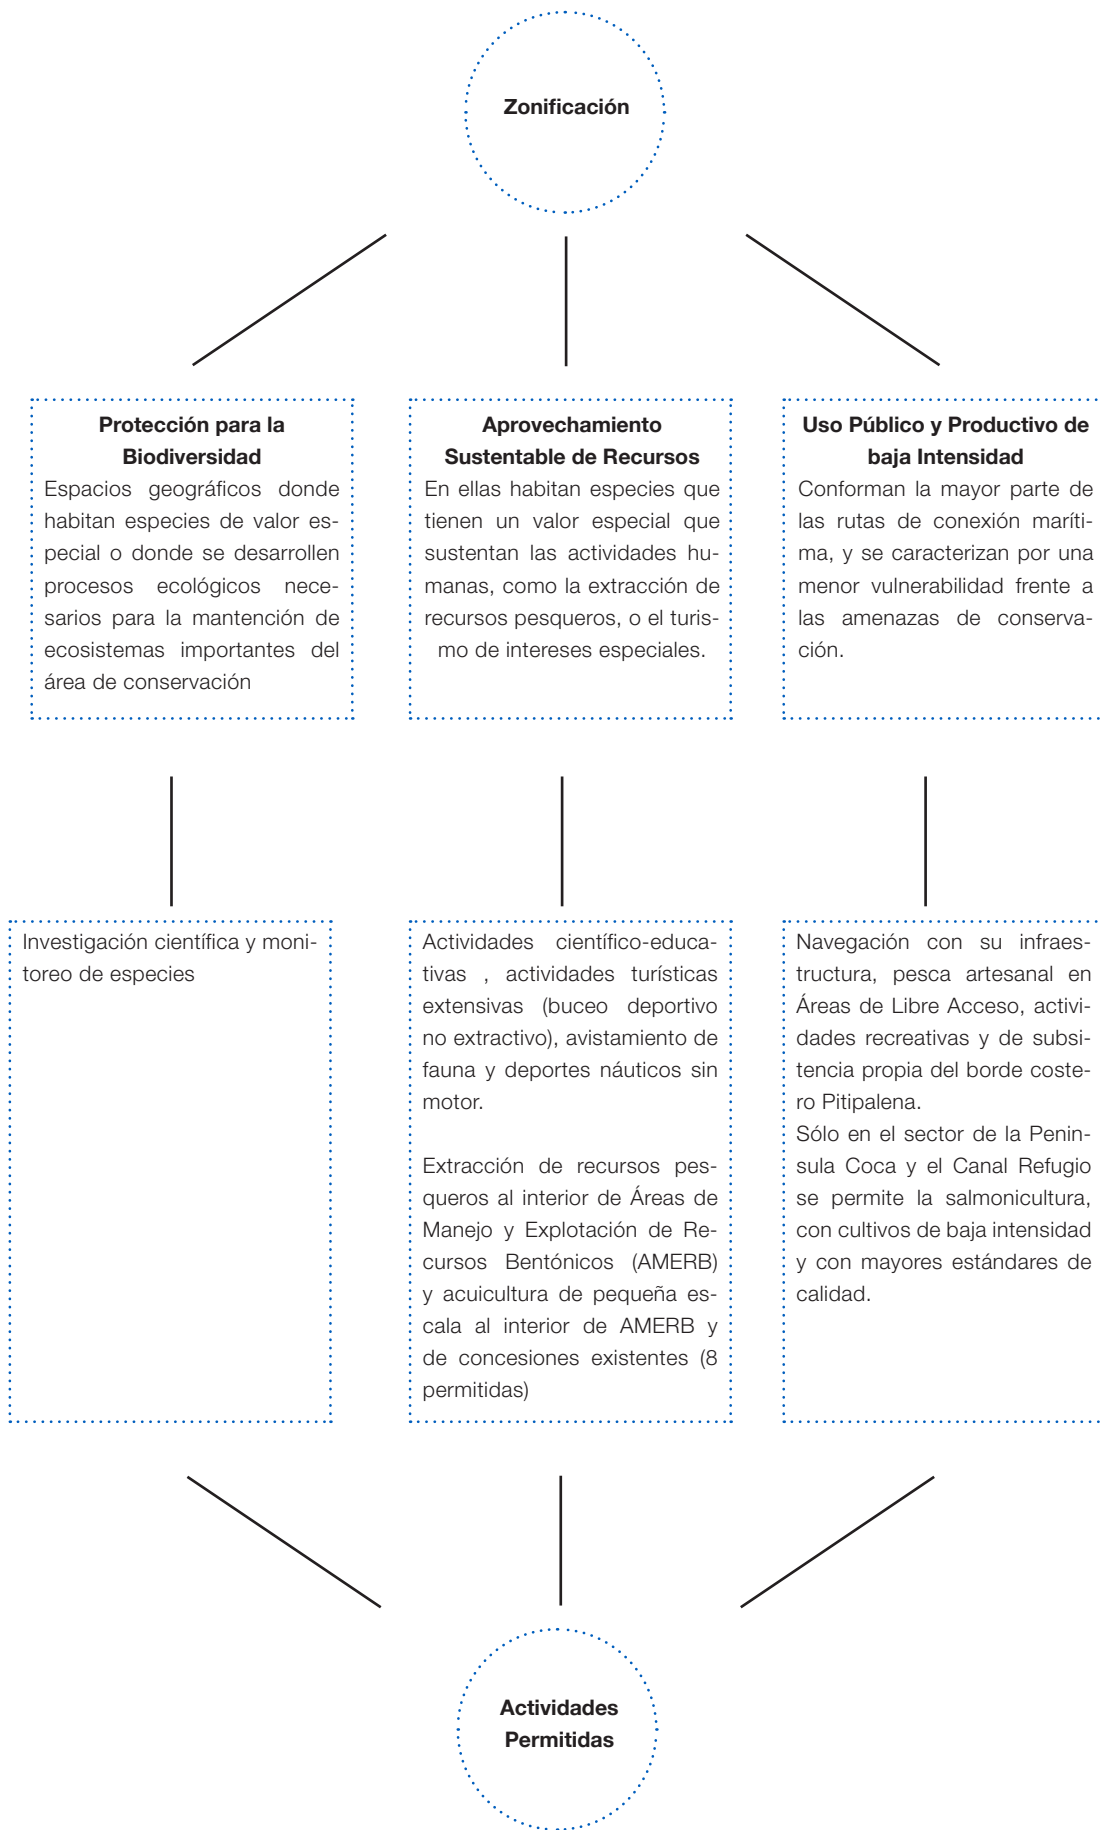 Zonificación
Protección para la
Biodiversidad
Espacios geográficos donde
habitan especies de valor es-
pecial o donde se desarrollen
procesos ecológicos nece-
sarios para la mantención de
ecosistemas importantes del
área de conservación
Aprovechamiento
Sustentable de Recursos
En ellas habitan especies que
tienen un valor especial que
sustentan las actividades hu-
manas, como la extracción de
recursos pesqueros, o el turis-
mo de intereses especiales.
Uso Público y Productivo de
baja Intensidad
Conforman la mayor parte de
las rutas de conexión maríti-
ma, y se caracterizan por una
menor vulnerabilidad frente a
las amenazas de conserva-
ción.
Investigación científica y moni-
toreo de especies
Actividades científico-educa-
tivas , actividades turísticas
extensivas (buceo deportivo
no extractivo), avistamiento de
fauna y deportes náuticos sin
motor.
Extracción de recursos pes-
queros al interior de Áreas de
Manejo y Explotación de Re-
cursos Bentónicos (AMERB)
y acuicultura de pequeña es-
cala al interior de AMERB y
de concesiones existentes (8
permitidas)
Navegación con su infraes-
tructura, pesca artesanal en
Áreas de Libre Acceso, activi-
dades recreativas y de subsi-
tencia propia del borde coste-
ro Pitipalena.
Sólo en el sector de la Penin-
sula Coca y el Canal Refugio
se permite la salmonicultura,
con cultivos de baja intensidad
y con mayores estándares de
calidad.
Actividades
Permitidas